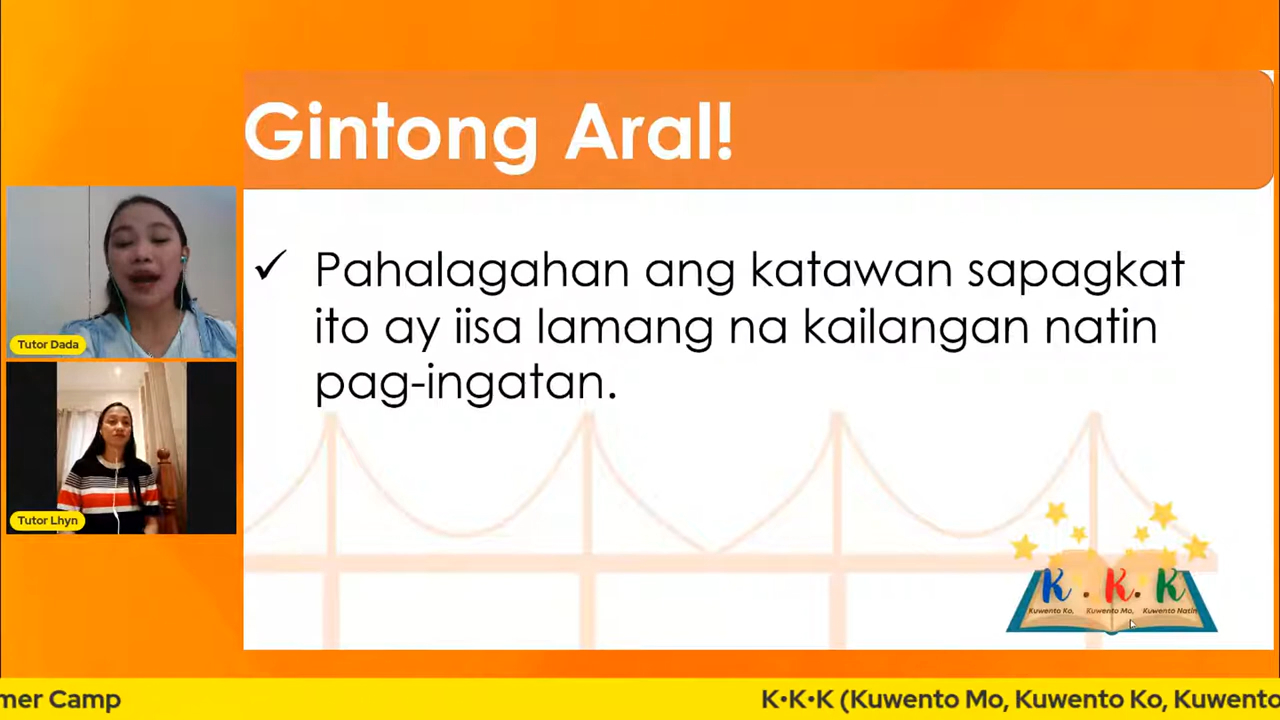 Gintong Aral!
✓ Pahalagahan ang katawan sapagkat
ito ay iisa lamang na kailangan natin
pag-ingatan.
Tutor Dada
Tutor Lhyn
K . K . K
Kuwento Ko, Kuwento Mo, Kuwento Natin
mer Camp K•K•K (Kuwento Mo, Kuwento Ko, Kuwento